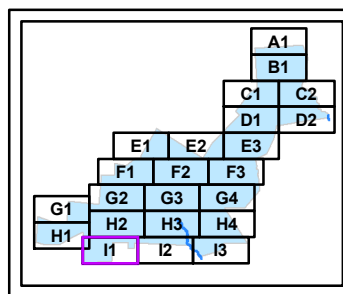 A1
B1
C1 C2
D1 D2
E1 E2 E3
F1 F2 F3
G1 G2 G3 G4
H1 H2 H3 H4
I1 I2 I3